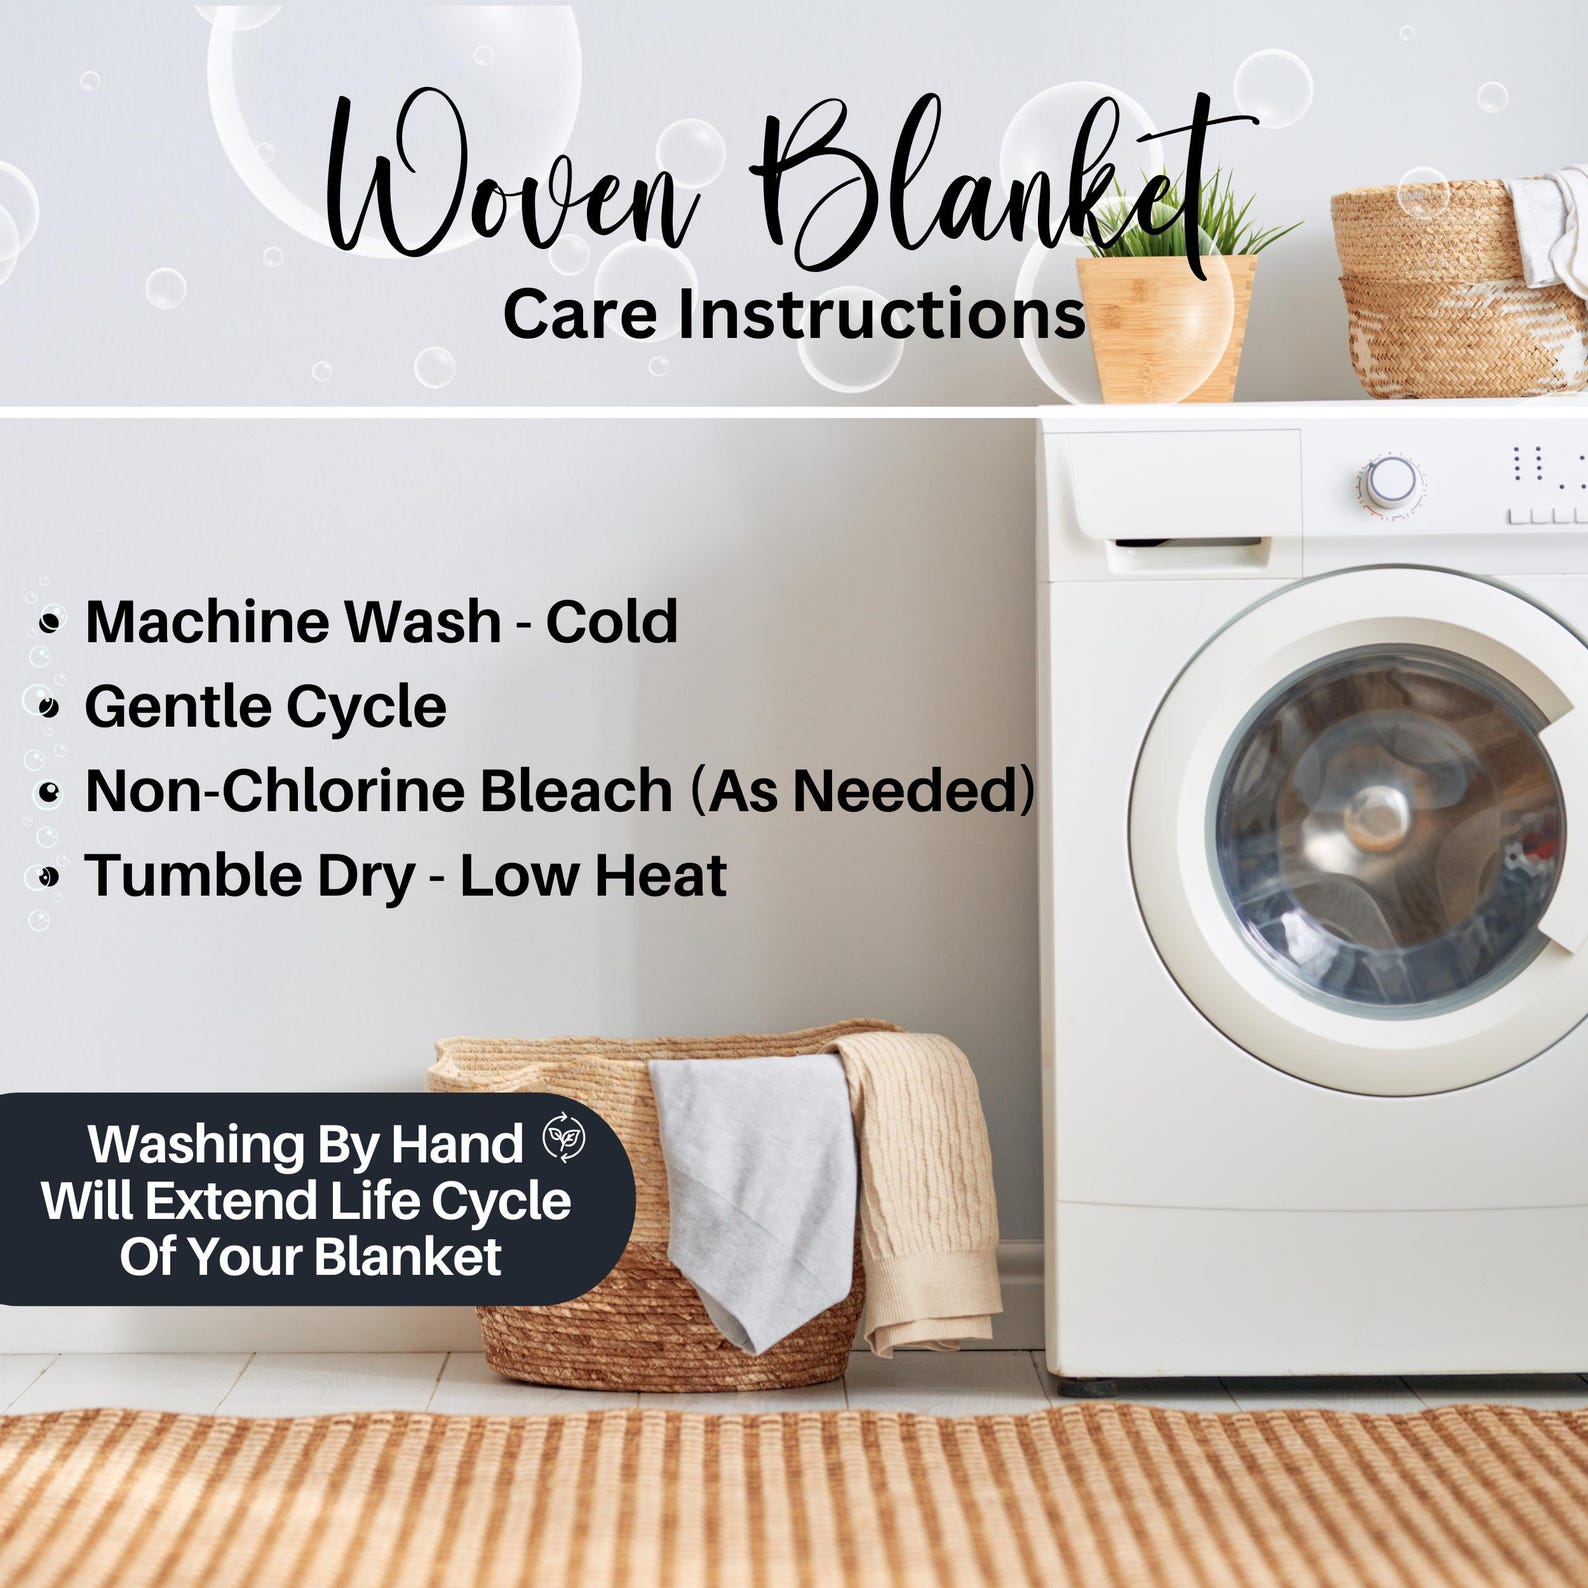 Woven Blanket
Care Instructions
• Machine Wash - Cold
• Gentle Cycle
• Non-Chlorine Bleach (As Needed)
• Tumble Dry - Low Heat
Washing By Hand
Will Extend Life Cycle
Of Your Blanket